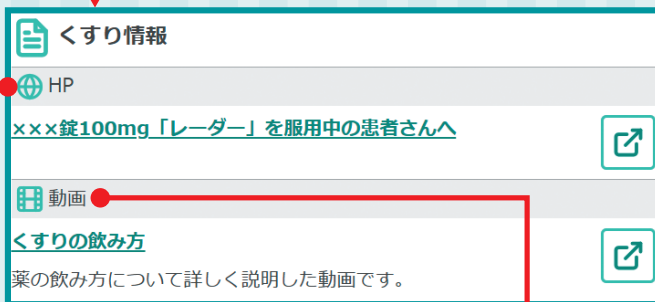 くすり情報
HP
×××錠100mg「レーダー」を服用中の患者さんへ
動画
くすりの飲み方
薬の飲み方について詳しく説明した動画です。